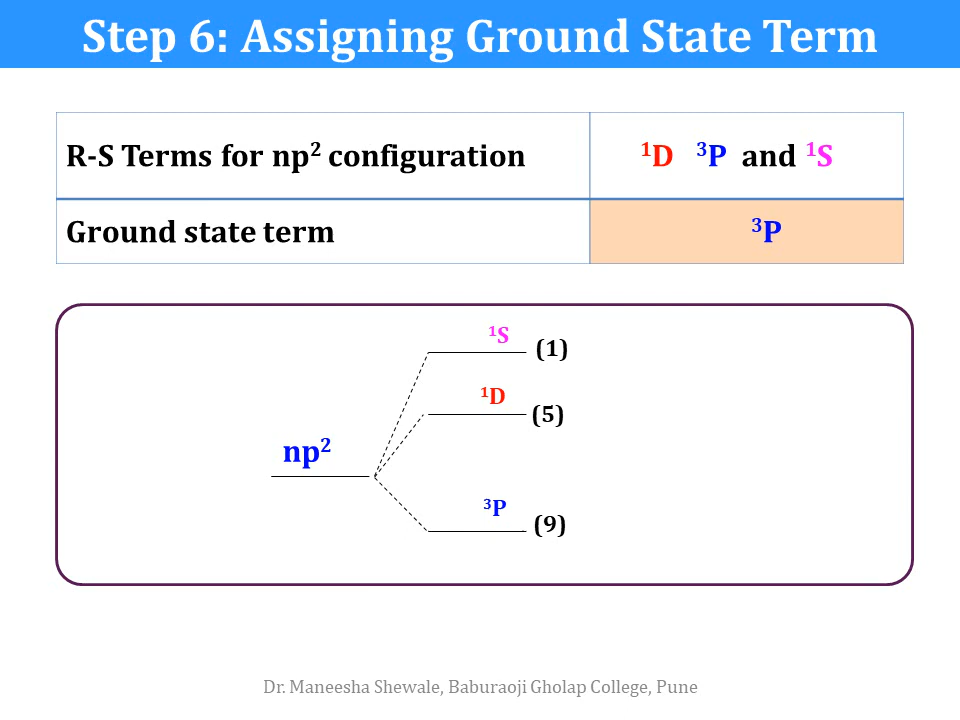 Step 6: Assigning Ground State Term
R-S Terms for np² configuration
¹D ³P and ¹S
Ground state term
³P
¹S
(1)
¹D
(5)
np²
³P
(9)
Dr. Maneesha Shewale, Baburaoji Gholap College, Pune